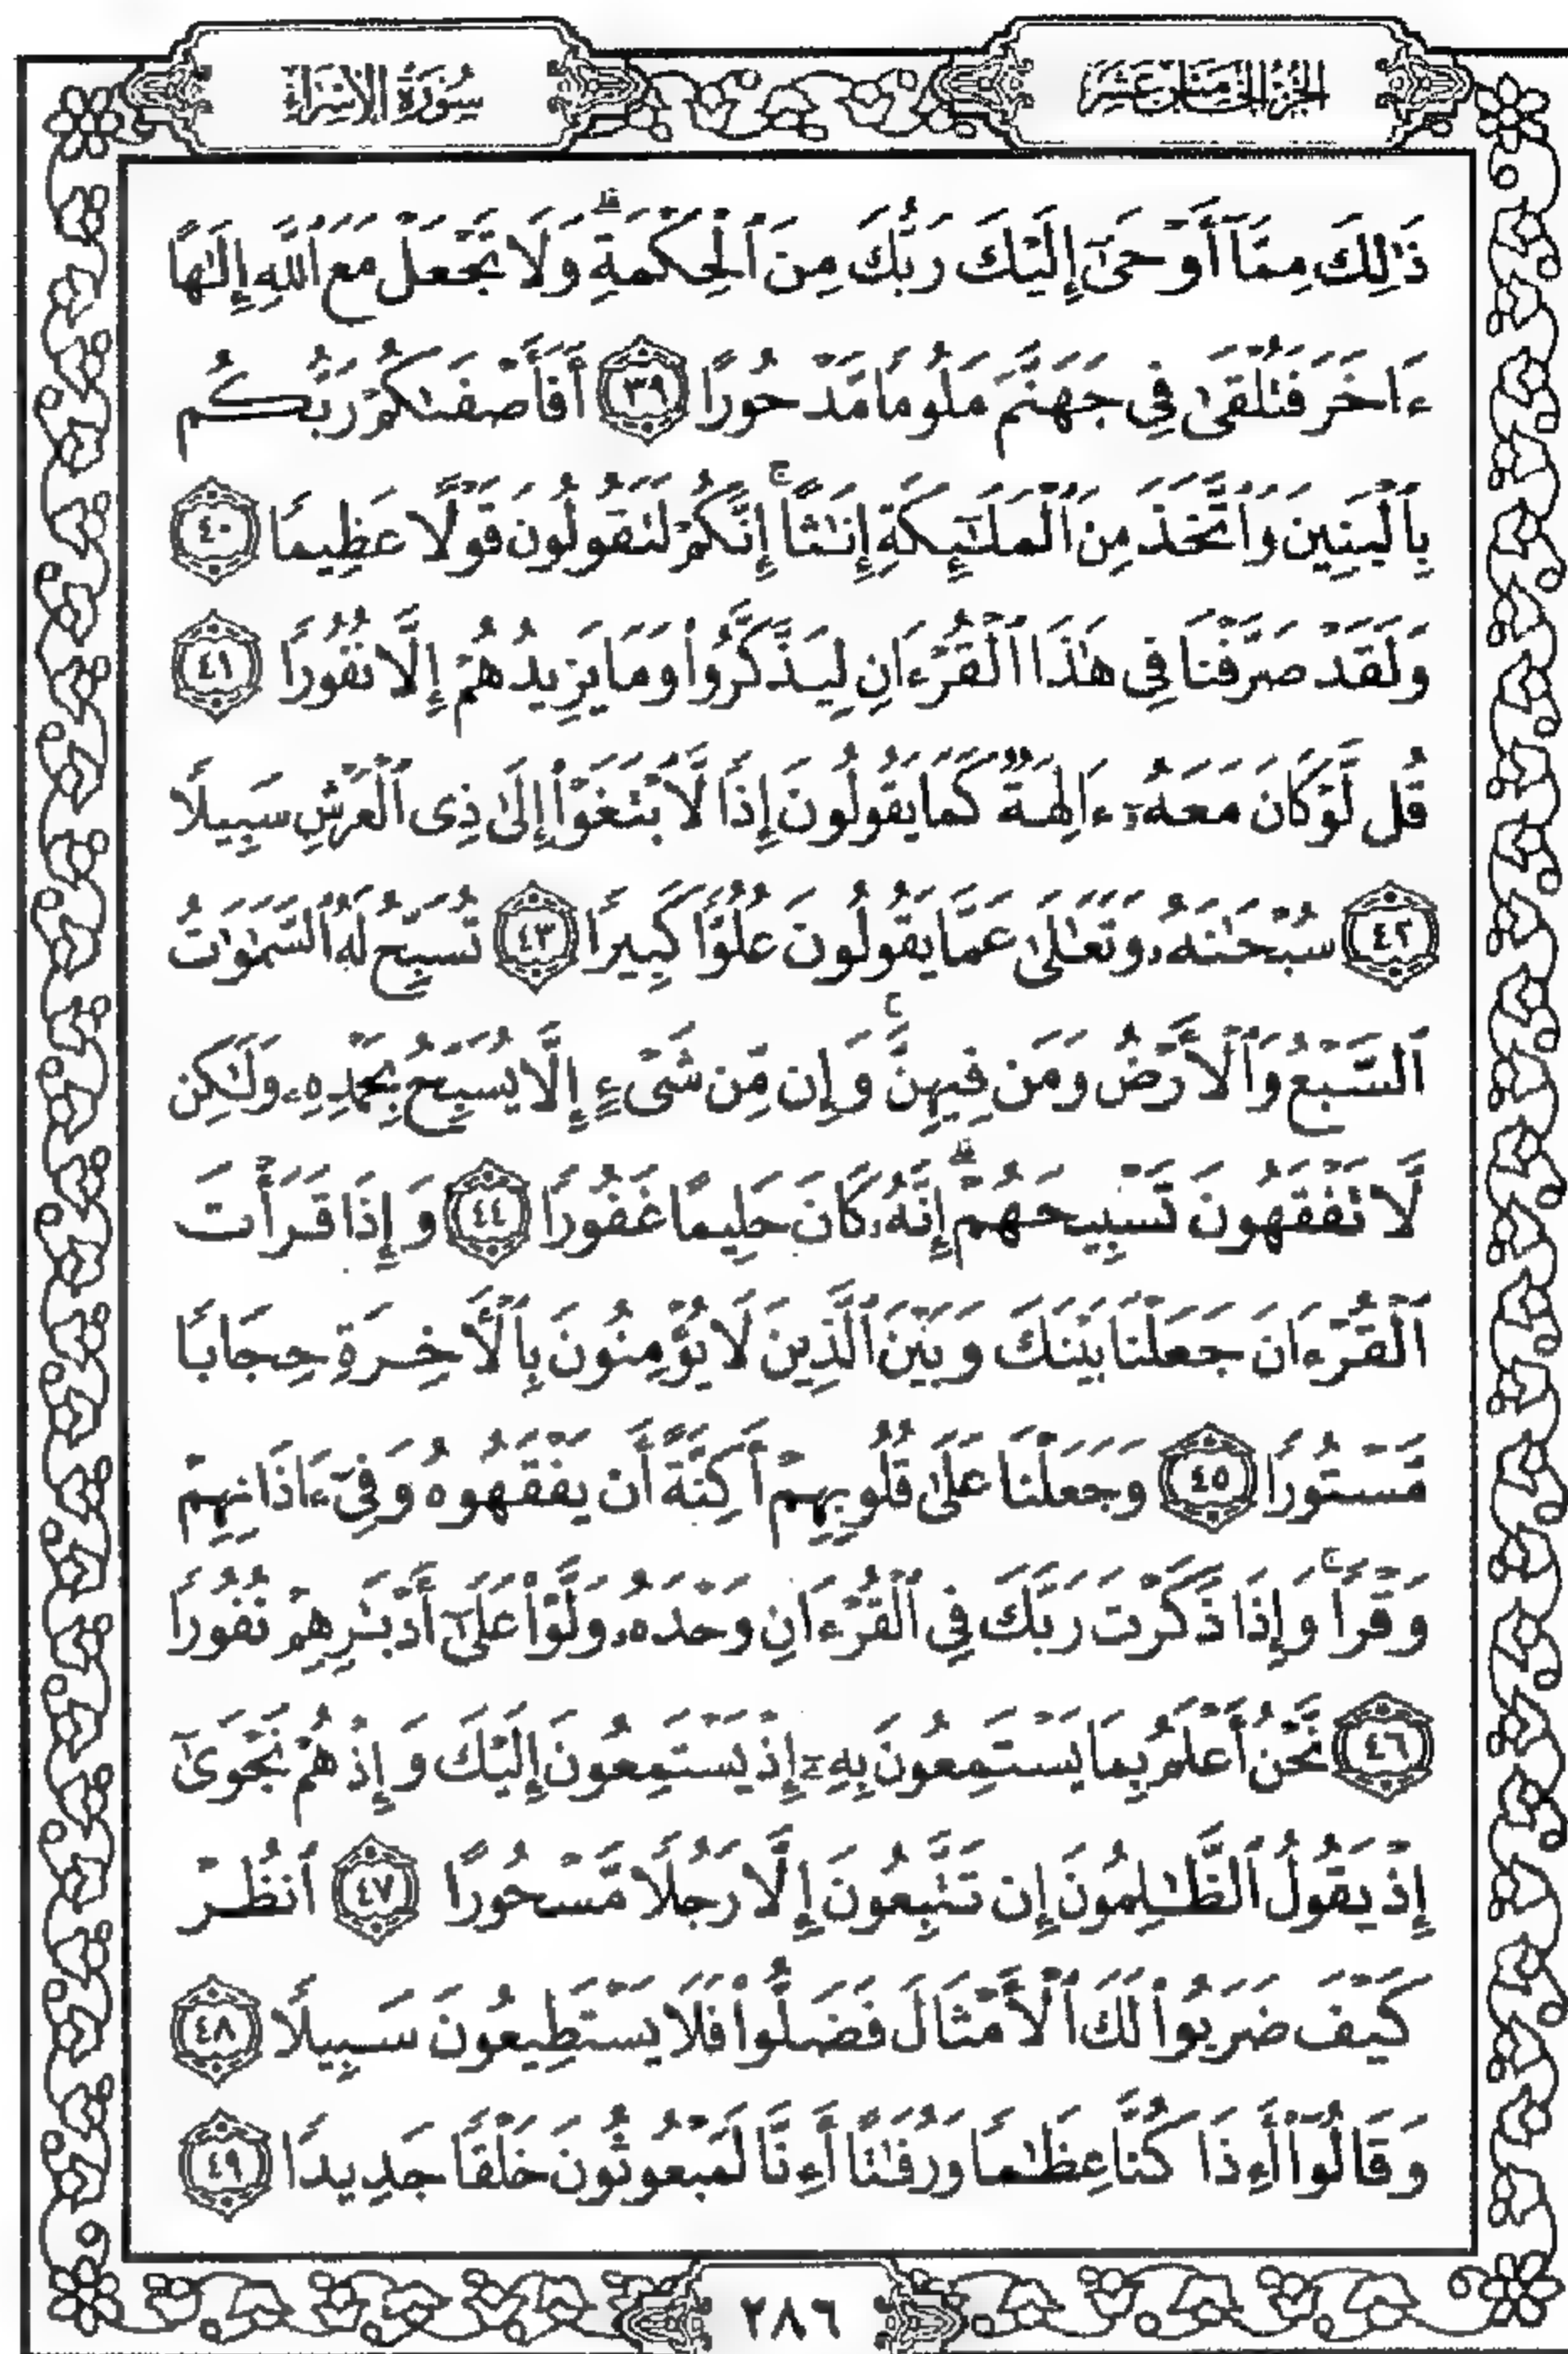 الجزء الخامس عشر
سورة الإسراء
ذَٰلِكَ مِمَّآ أَوْحَىٰٓ إِلَيْكَ رَبُّكَ مِنَ ٱلْحِكْمَةِ ۗ وَلَا تَجْعَلْ مَعَ ٱللَّهِ إِلَٰهًا
ءَاخَرَ فَتُلْقَىٰ فِى جَهَنَّمَ مَلُومًا مَّدْحُورًا ٣٩ أَفَأَصْفَىٰكُمْ رَبُّكُم
بِٱلْبَنِينَ وَٱتَّخَذَ مِنَ ٱلْمَلَٰٓئِكَةِ إِنَٰثًا ۚ إِنَّكُمْ لَتَقُولُونَ قَوْلًا عَظِيمًا ٤٠
وَلَقَدْ صَرَّفْنَا فِى هَٰذَا ٱلْقُرْءَانِ لِيَذَّكَّرُوا۟ وَمَا يَزِيدُهُمْ إِلَّا نُفُورًا ٤١
قُل لَّوْ كَانَ مَعَهُۥٓ ءَالِهَةٌ كَمَا يَقُولُونَ إِذًا لَّٱبْتَغَوْا۟ إِلَىٰ ذِى ٱلْعَرْشِ سَبِيلًا
٤٢ سُبْحَٰنَهُۥ وَتَعَٰلَىٰ عَمَّا يَقُولُونَ عُلُوًّا كَبِيرًا ٤٣ تُسَبِّحُ لَهُ ٱلسَّمَٰوَٰتُ
ٱلسَّبْعُ وَٱلْأَرْضُ وَمَن فِيهِنَّ ۚ وَإِن مِّن شَىْءٍ إِلَّا يُسَبِّحُ بِحَمْدِهِۦ وَلَٰكِن
لَّا تَفْقَهُونَ تَسْبِيحَهُمْ ۗ إِنَّهُۥ كَانَ حَلِيمًا غَفُورًا ٤٤ وَإِذَا قَرَأْتَ
ٱلْقُرْءَانَ جَعَلْنَا بَيْنَكَ وَبَيْنَ ٱلَّذِينَ لَا يُؤْمِنُونَ بِٱلْأَخِرَةِ حِجَابًا
مَّسْتُورًا ٤٥ وَجَعَلْنَا عَلَىٰ قُلُوبِهِمْ أَكِنَّةً أَن يَفْقَهُوهُ وَفِىٓ ءَاذَانِهِمْ
وَقْرًا ۚ وَإِذَا ذَكَرْتَ رَبَّكَ فِى ٱلْقُرْءَانِ وَحْدَهُۥ وَلَّوْا۟ عَلَىٰٓ أَدْبَٰرِهِمْ نُفُورًا
٤٦ نَّحْنُ أَعْلَمُ بِمَا يَسْتَمِعُونَ بِهِۦٓ إِذْ يَسْتَمِعُونَ إِلَيْكَ وَإِذْ هُمْ نَجْوَىٰٓ
إِذْ يَقُولُ ٱلظَّٰلِمُونَ إِن تَتَّبِعُونَ إِلَّا رَجُلًا مَّسْحُورًا ٤٧ ٱنظُرْ
كَيْفَ ضَرَبُوا۟ لَكَ ٱلْأَمْثَالَ فَضَلُّوا۟ فَلَا يَسْتَطِيعُونَ سَبِيلًا ٤٨
وَقَالُوٓا۟ أَءِذَا كُنَّا عِظَٰمًا وَرُفَٰتًا أَءِنَّا لَمَبْعُوثُونَ خَلْقًا جَدِيدًا ٤٩
٢٨٦